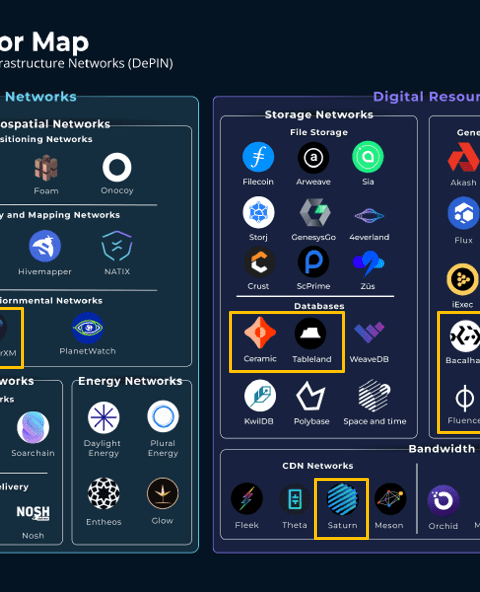 or Map
rastructure Networks (DePIN)
Networks
ospatial Networks
itioning Networks
Foam
Onocoy
y and Mapping Networks
Hivemapper
NATIX
iornmental Networks
rXM
PlanetWatch
works
rks
Soarchain
elivery
NOSH
Nosh
Energy Networks
Daylight
Energy
Plural
Energy
Entheos
Glow
Digital Resour
Storage Networks
File Storage
Filecoin
Arweave
Sia
Storj
GenesysGo
4everland
Crust
ScPrime
Züs
Databases
Ceramic
Tableland
WeaveDB
KwilDB
Polybase
Space and time
Gene
Akash
Flux
iExec
Bacalha
Fluence
Bandwidth
CDN Networks
Fleek
Theta
Saturn
Meson
Orchid
M